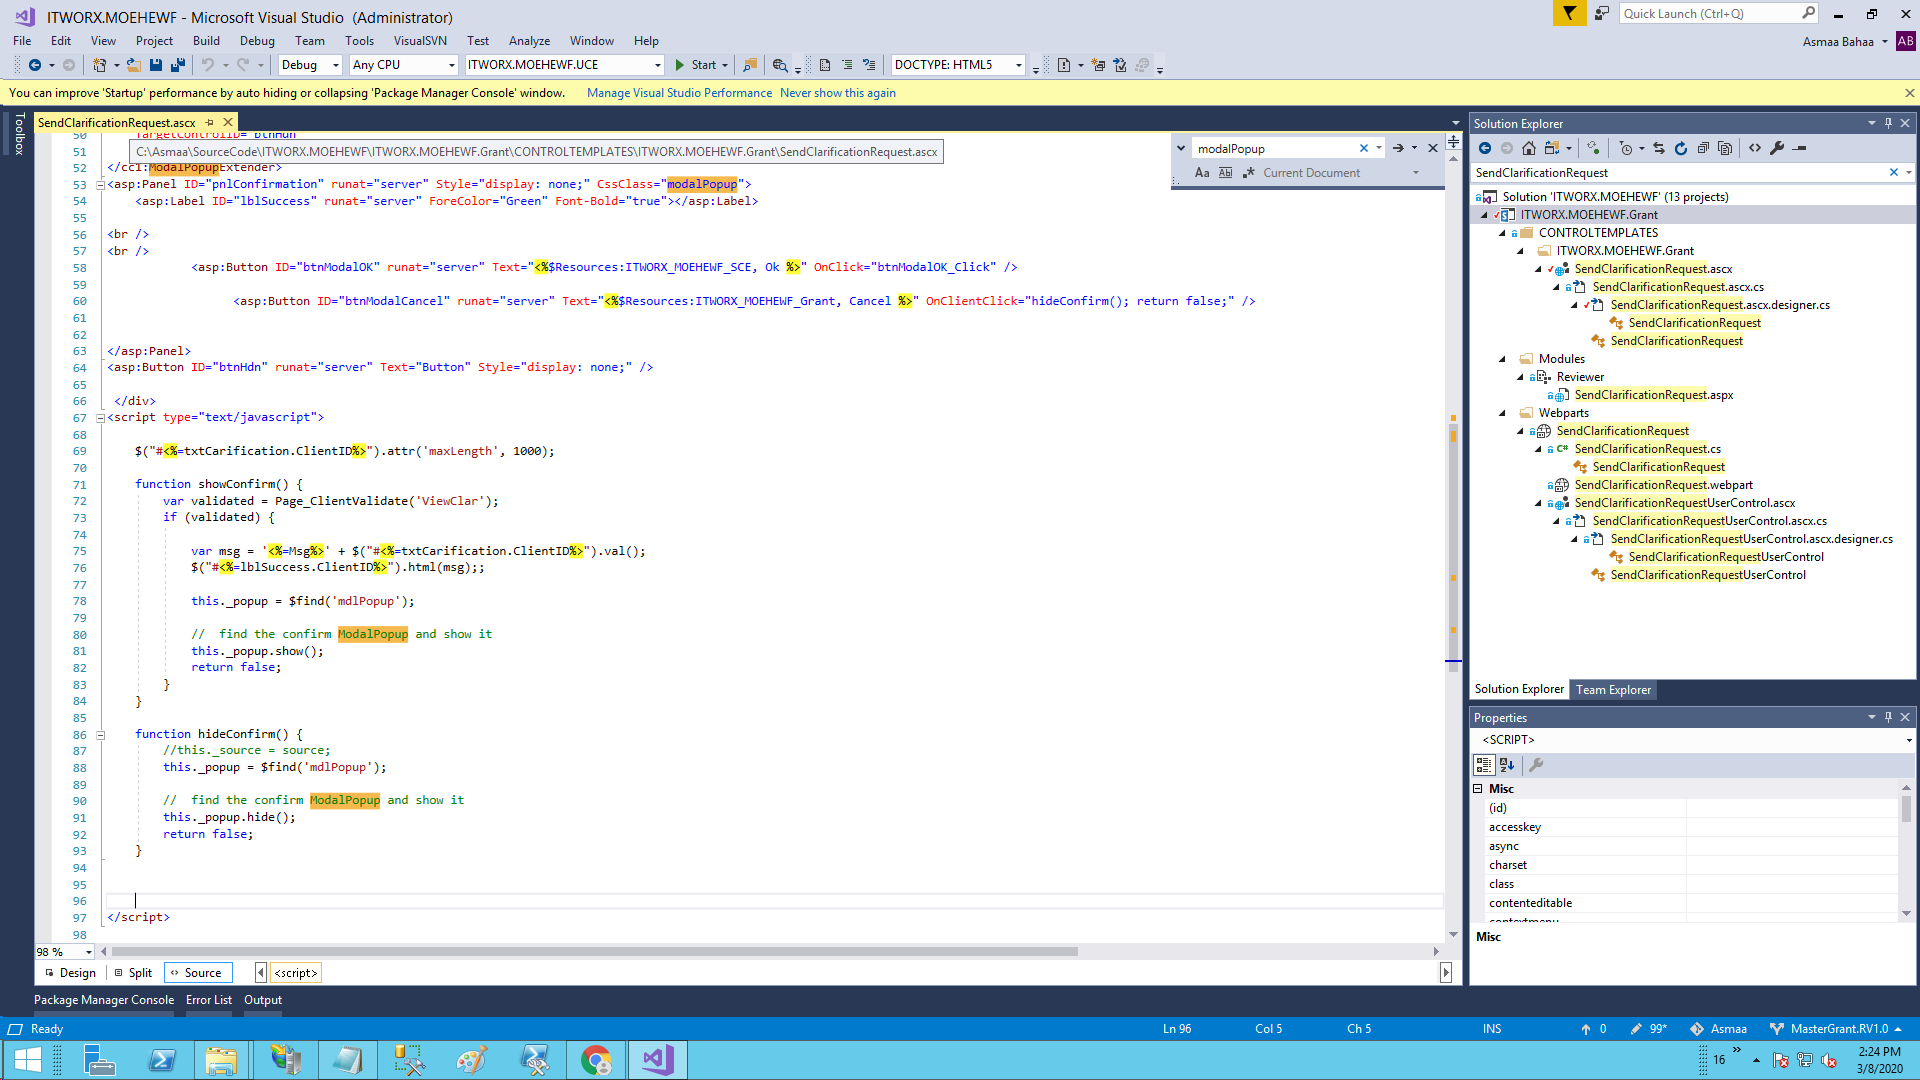 ITWORX.MOEHEWF - Microsoft Visual Studio (Administrator)
Quick Launch (Ctrl+Q)
File Edit View Project Build Debug Team Tools VisualSVN Test Analyze Window Help
Asmaa Bahaa AB
Debug Any CPU ITWORX.MOEHEWF.UCE Start DOCTYPE: HTML5
You can improve 'Startup' performance by auto hiding or collapsing 'Package Manager Console' window. Manage Visual Studio Performance Never show this again
Toolbox
SendClarificationRequest.ascx
50 TargetControlID="btnHdn"
51
C:\Asmaa\SourceCode\ITWORX.MOEHEWF\ITWORX.MOEHEWF.Grant\CONTROLTEMPLATES\ITWORX.MOEHEWF.Grant\SendClarificationRequest.ascx
52 </cc1:ModalPopupExtender>
53 <asp:Panel ID="pnlConfirmation" runat="server" Style="display: none;" CssClass="modalPopup">
54 <asp:Label ID="lblSuccess" runat="server" ForeColor="Green" Font-Bold="true"></asp:Label>
55
56 <br />
57 <br />
58 <asp:Button ID="btnModalOK" runat="server" Text="<%$Resources:ITWORX_MOEHEWF_SCE, Ok %>" OnClick="btnModalOK_Click" />
59
60 <asp:Button ID="btnModalCancel" runat="server" Text="<%$Resources:ITWORX_MOEHEWF_Grant, Cancel %>" OnClientClick="hideConfirm(); return false;" />
61
62
63 </asp:Panel>
64 <asp:Button ID="btnHdn" runat="server" Text="Button" Style="display: none;" />
65
66 </div>
67 <script type="text/javascript">
68
69 $("#<%=txtCarification.ClientID%>").attr('maxLength', 1000);
70
71 function showConfirm() {
72 var validated = Page_ClientValidate('ViewClar');
73 if (validated) {
74
75 var msg = '<%=Msg%>' + $("#<%=txtCarification.ClientID%>").val();
76 $("#<%=lblSuccess.ClientID%>").html(msg);;
77
78 this._popup = $find('mdlPopup');
79
80 // find the confirm ModalPopup and show it
81 this._popup.show();
82 return false;
83 }
84 }
85
86 function hideConfirm() {
87 //this._source = source;
88 this._popup = $find('mdlPopup');
89
90 // find the confirm ModalPopup and show it
91 this._popup.hide();
92 return false;
93 }
94
95
96
97 </script>
98
98 %
Design Split Source <script>
modalPopup
Aa Ab .* Current Document
Package Manager Console Error List Output
Solution Explorer
SendClarificationRequest
Solution 'ITWORX.MOEHEWF' (13 projects)
ITWORX.MOEHEWF.Grant
CONTROLTEMPLATES
ITWORX.MOEHEWF.Grant
SendClarificationRequest.ascx
SendClarificationRequest.ascx.cs
SendClarificationRequest.ascx.designer.cs
SendClarificationRequest
SendClarificationRequest
Modules
Reviewer
SendClarificationRequest.aspx
Webparts
SendClarificationRequest
C# SendClarificationRequest.cs
SendClarificationRequest
SendClarificationRequest.webpart
SendClarificationRequestUserControl.ascx
SendClarificationRequestUserControl.ascx.cs
SendClarificationRequestUserControl.ascx.designer.cs
SendClarificationRequestUserControl
SendClarificationRequestUserControl
Solution Explorer Team Explorer
Properties
<SCRIPT>
Misc
(id)
accesskey
async
charset
class
contenteditable
contextmenu
Misc
Ready Ln 96 Col 5 Ch 5 INS 0 99* Asmaa MasterGrant.RV1.0
16 2:24 PM
3/8/2020